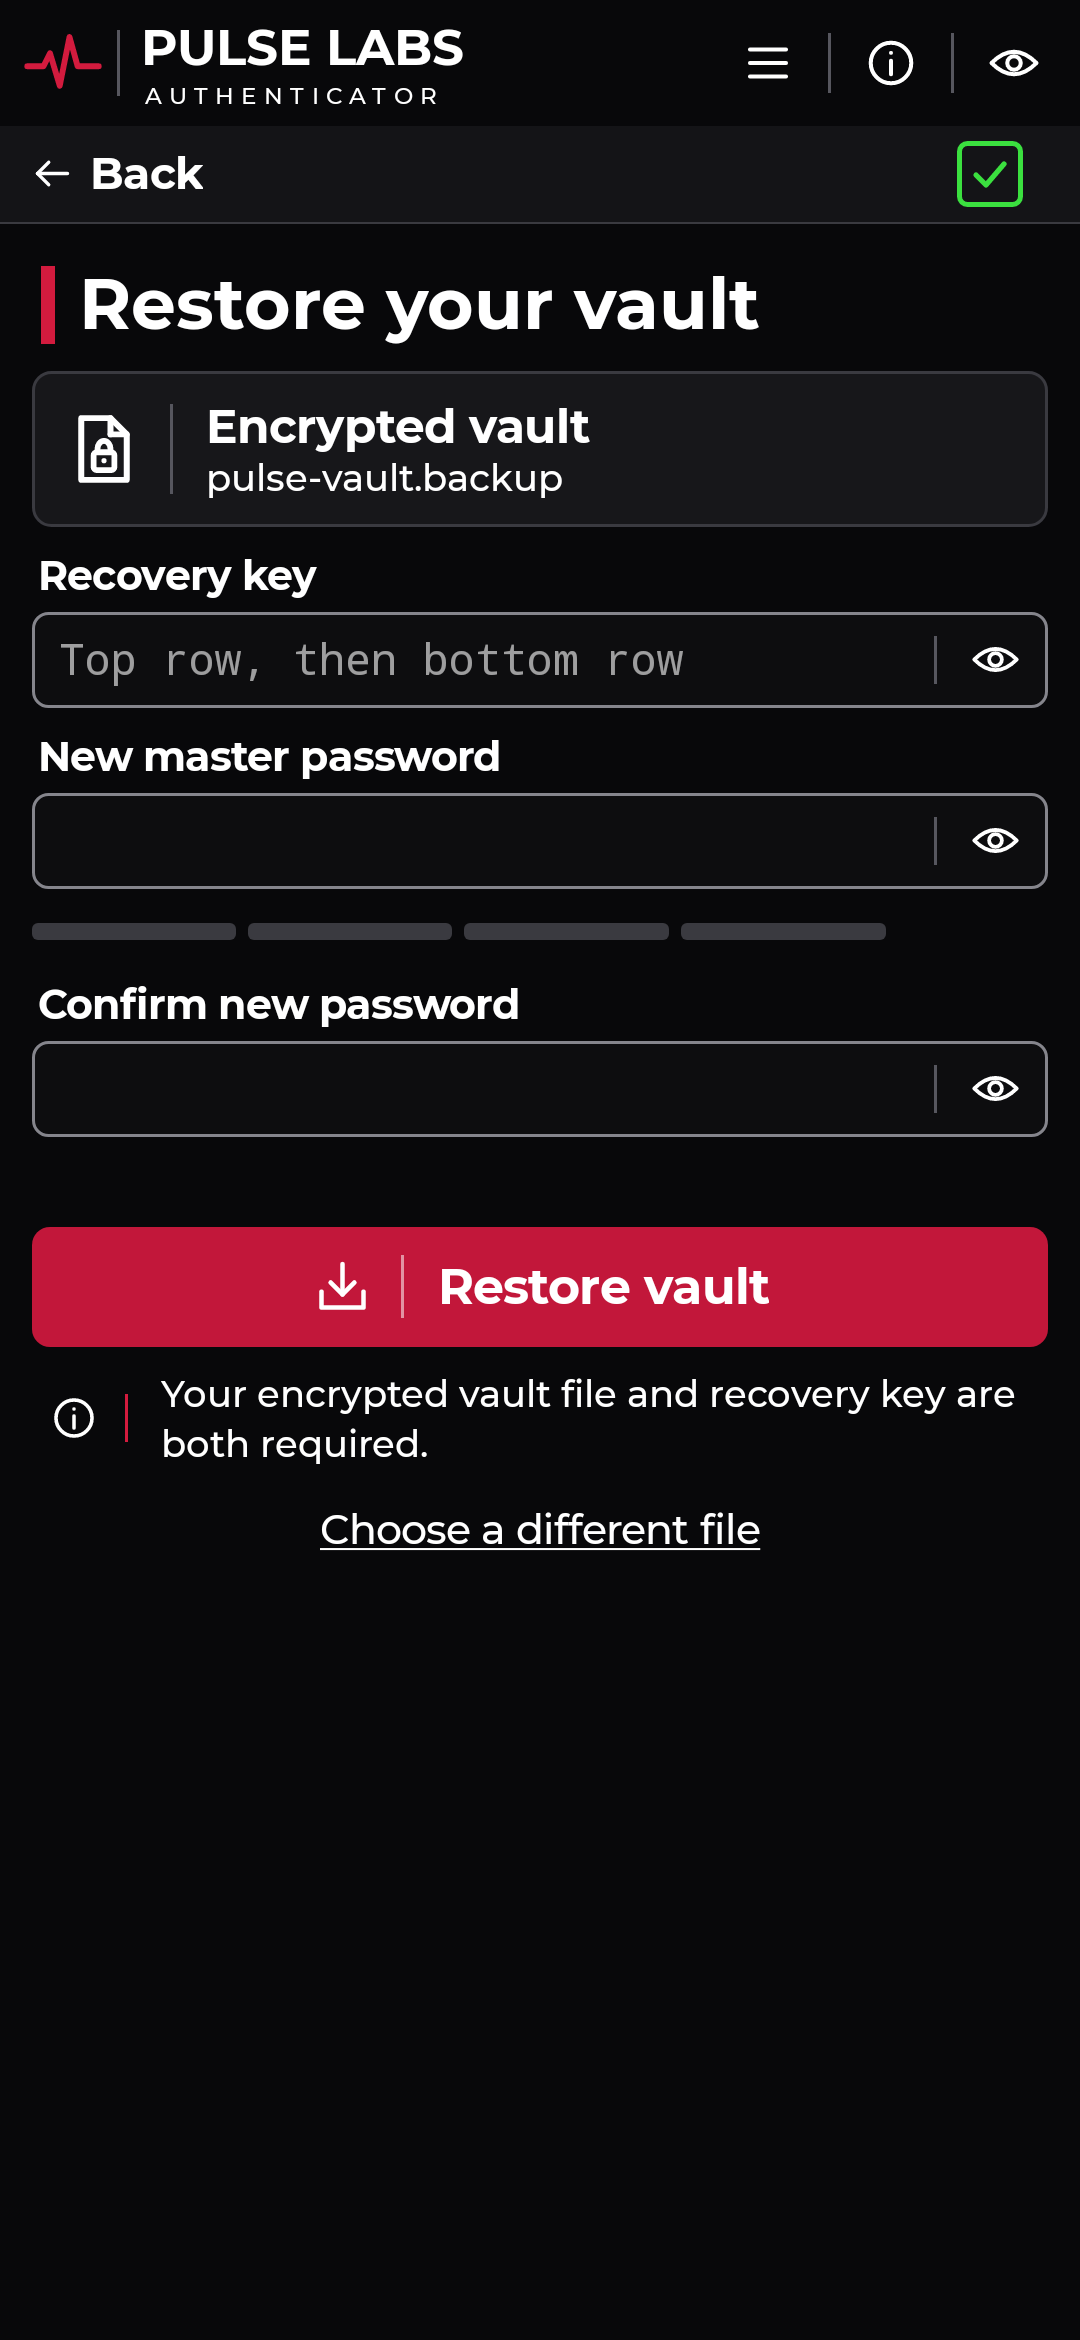 PULSE LABS
AUTHENTICATOR
Back
Restore your vault
Encrypted vault
pulse-vault.backup
Recovery key
Top row, then bottom row
New master password
Confirm new password
Restore vault
Your encrypted vault file and recovery key are
both required.
Choose a different file